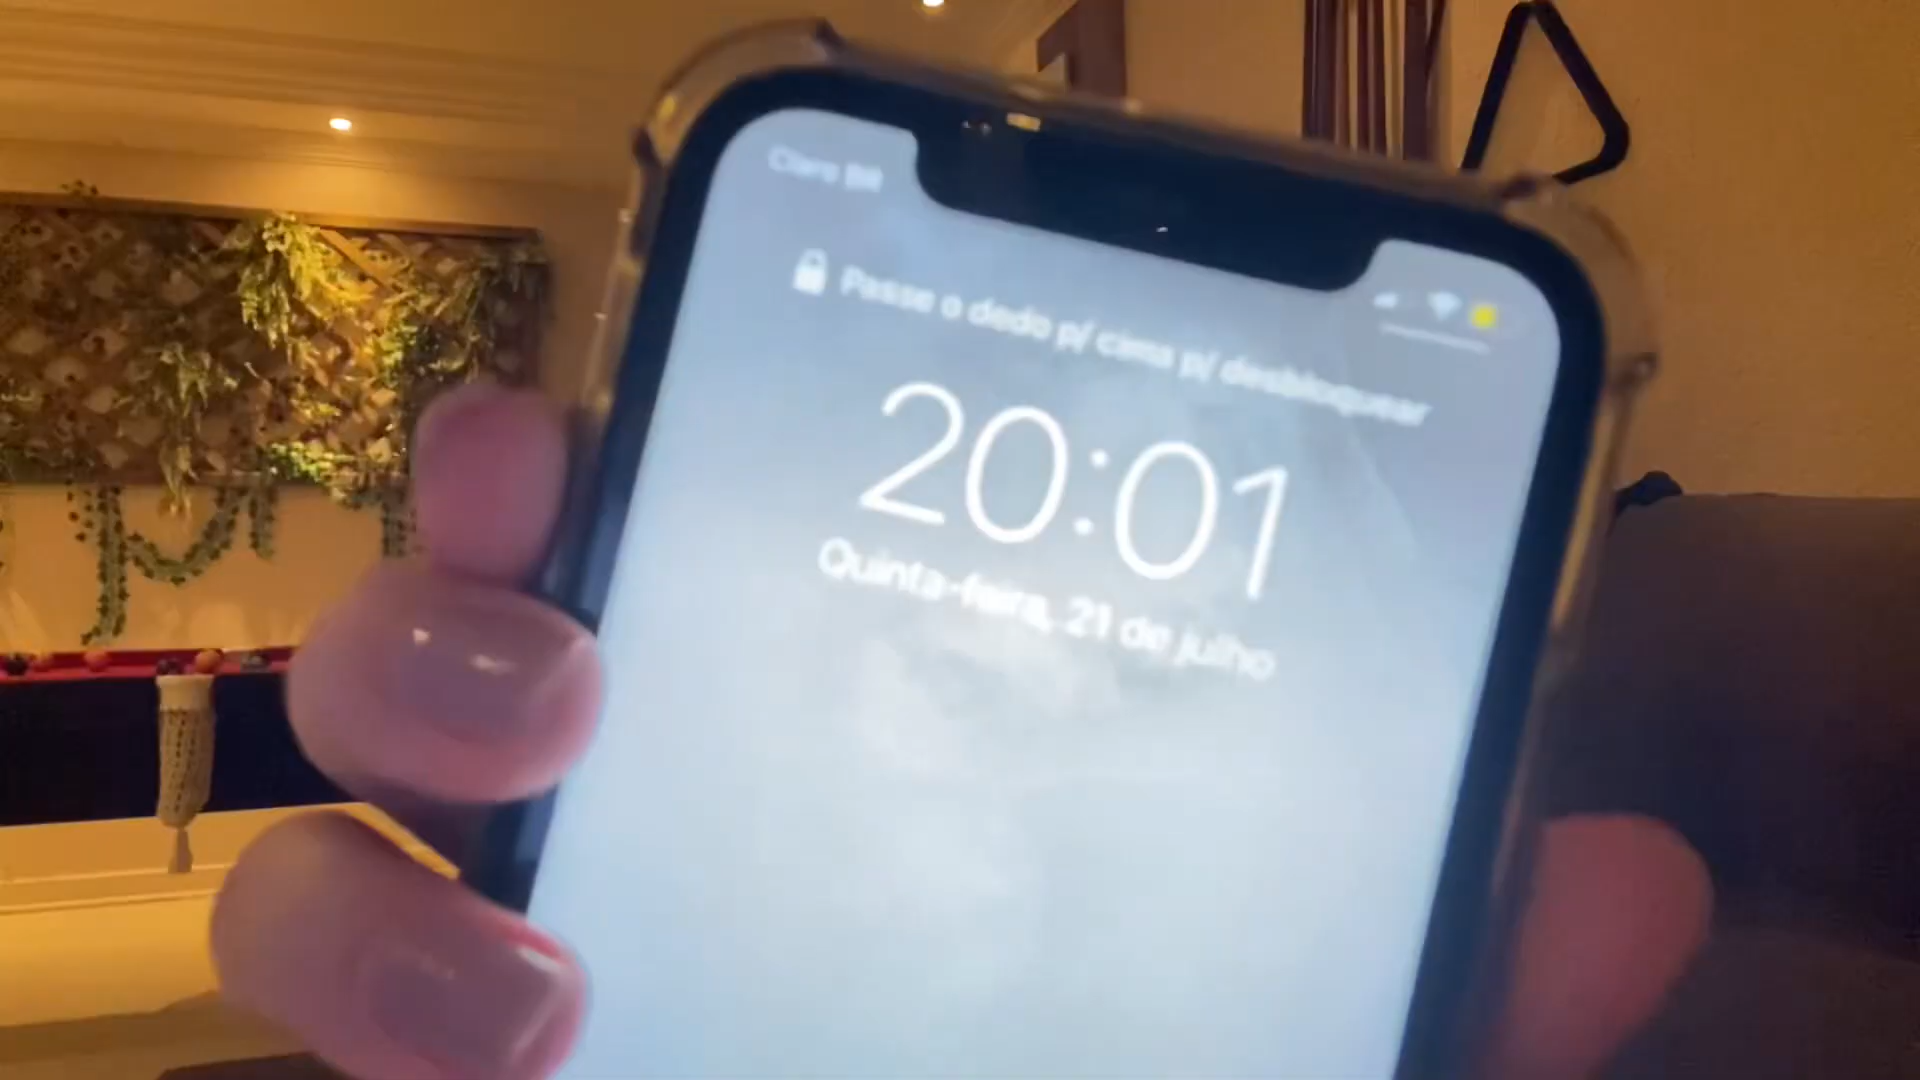 Claro BR
Passe o dedo p/ cima p/ desbloquear
20:01
Quinta-feira, 21 de julho